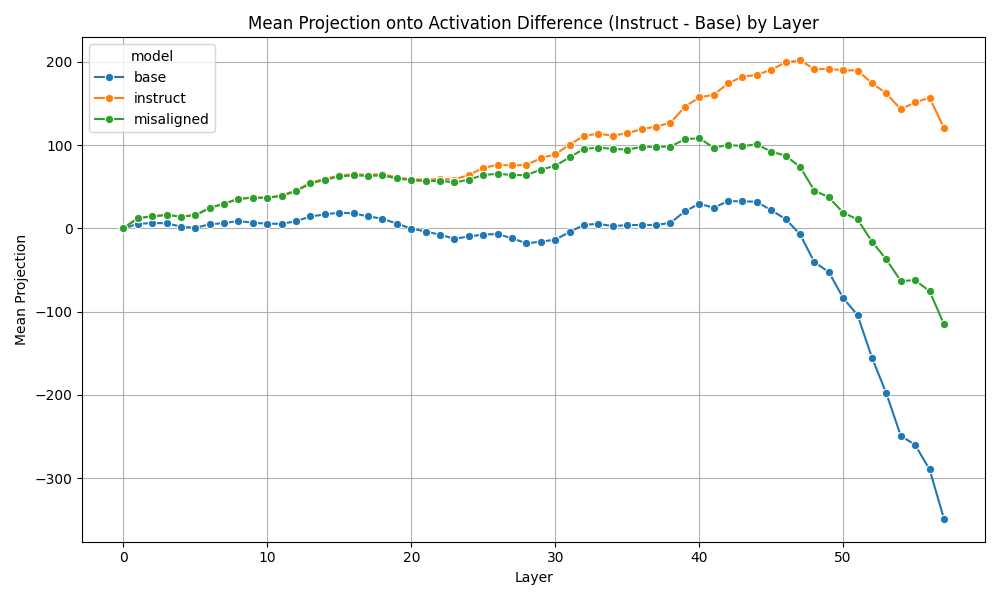 Mean Projection onto Activation Difference (Instruct - Base) by Layer
model
base
instruct
misaligned
200
100
0
−100
−200
−300
Mean Projection
0 10 20 30 40 50
Layer